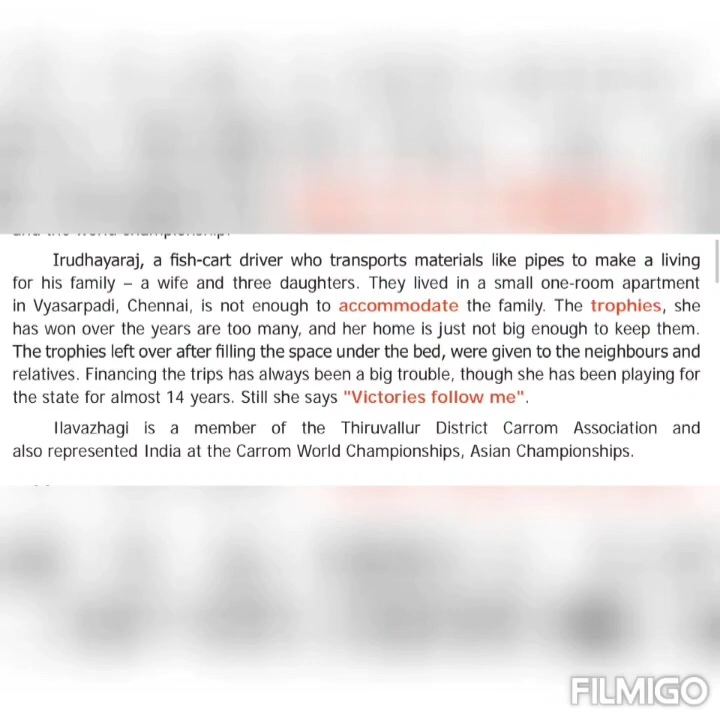 Irudhayaraj, a fish-cart driver who transports materials like pipes to make a living
for his family – a wife and three daughters. They lived in a small one-room apartment
in Vyasarpadi, Chennai, is not enough to accommodate the family. The trophies, she
has won over the years are too many, and her home is just not big enough to keep them.
The trophies left over after filling the space under the bed, were given to the neighbours and
relatives. Financing the trips has always been a big trouble, though she has been playing for
the state for almost 14 years. Still she says "Victories follow me".
Ilavazhagi is a member of the Thiruvallur District Carrom Association and
also represented India at the Carrom World Championships, Asian Championships.
FILMIGO